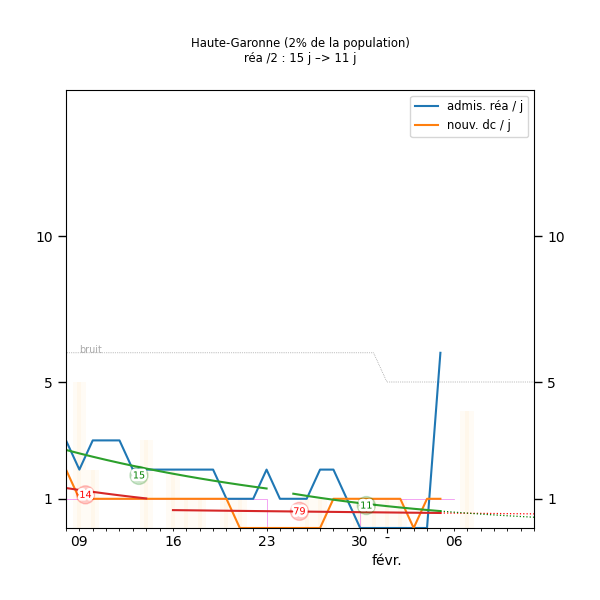 Haute-Garonne (2% de la population)
réa /2 : 15 j –> 11 j
admis. réa / j
nouv. dc / j
10
10
bruit
5
5
15
14
11
79
1
1
09
16
23
30
-
06
févr.